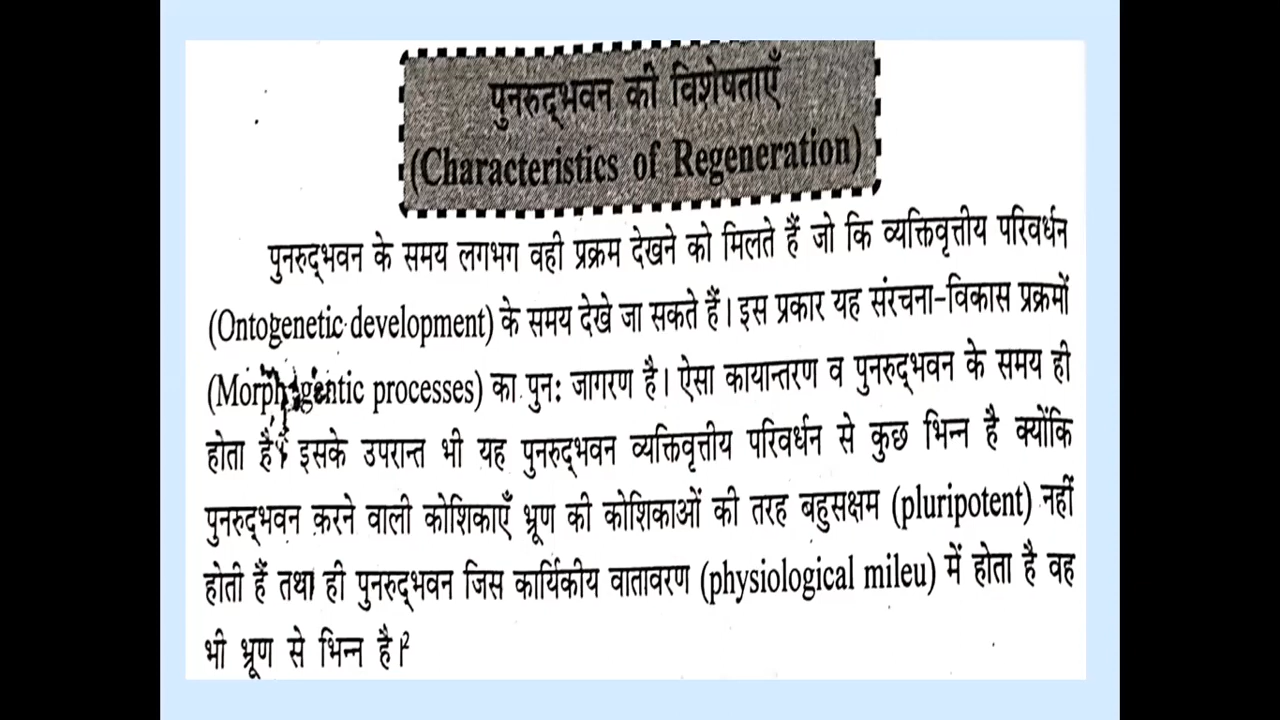 पुनरुद्‌भवन की विशेषताएँ
(Characteristics of Regeneration)
पुनरुद्‌भवन के समय लगभग वही प्रक्रम देखने को मिलते हैं जो कि व्यक्तिवृत्तीय परिवर्धन
(Ontogenetic development) के समय देखे जा सकते हैं। इस प्रकार यह संरचना-विकास प्रक्रमों
(Morphogentic processes) का पुनः जागरण है। ऐसा कायान्तरण व पुनरुद्‌भवन के समय ही
होता है। इसके उपरान्त भी यह पुनरुद्‌भवन व्यक्तिवृत्तीय परिवर्धन से कुछ भिन्न है क्योंकि
पुनरुद्‌भवन करने वाली कोशिकाएँ भ्रूण की कोशिकाओं की तरह बहुसक्षम (pluripotent) नहीं
होती हैं तथा ही पुनरुद्‌भवन जिस कार्यिकीय वातावरण (physiological mileu) में होता है वह
भी भ्रूण से भिन्न है।²